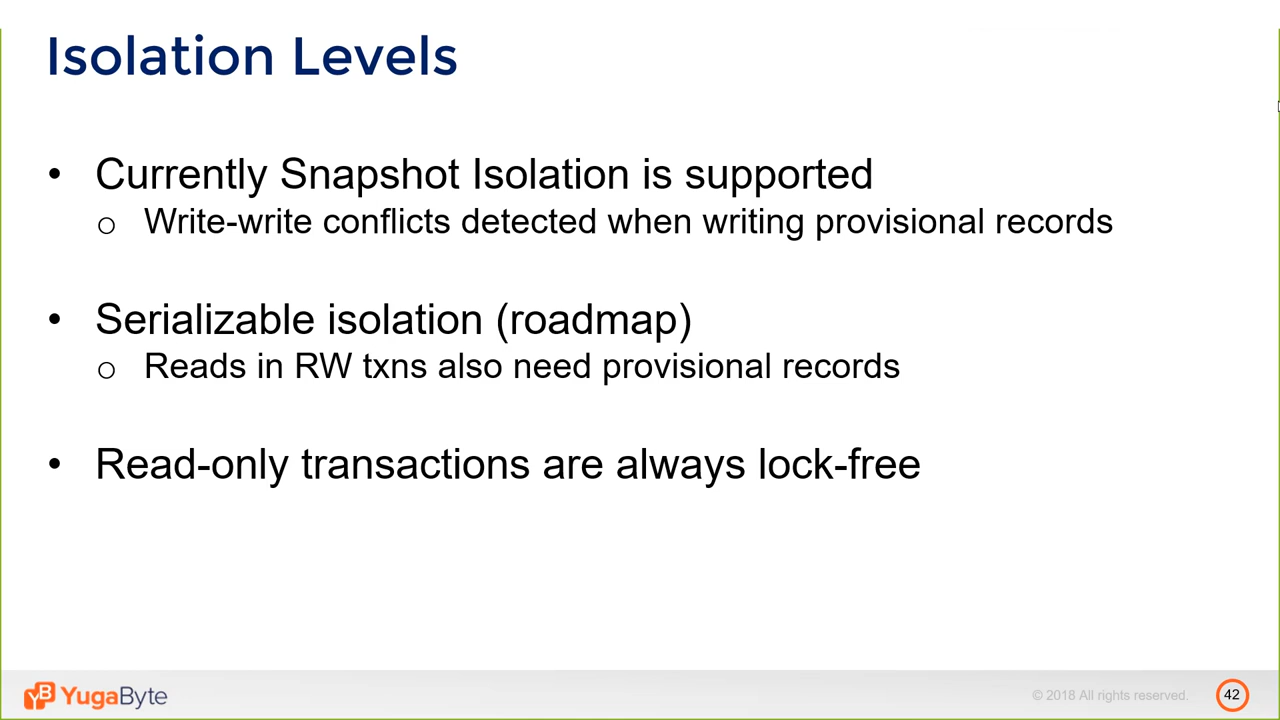 Isolation Levels
• Currently Snapshot Isolation is supported
o Write-write conflicts detected when writing provisional records
• Serializable isolation (roadmap)
o Reads in RW txns also need provisional records
• Read-only transactions are always lock-free
YB YugaByte
© 2018 All rights reserved.
42